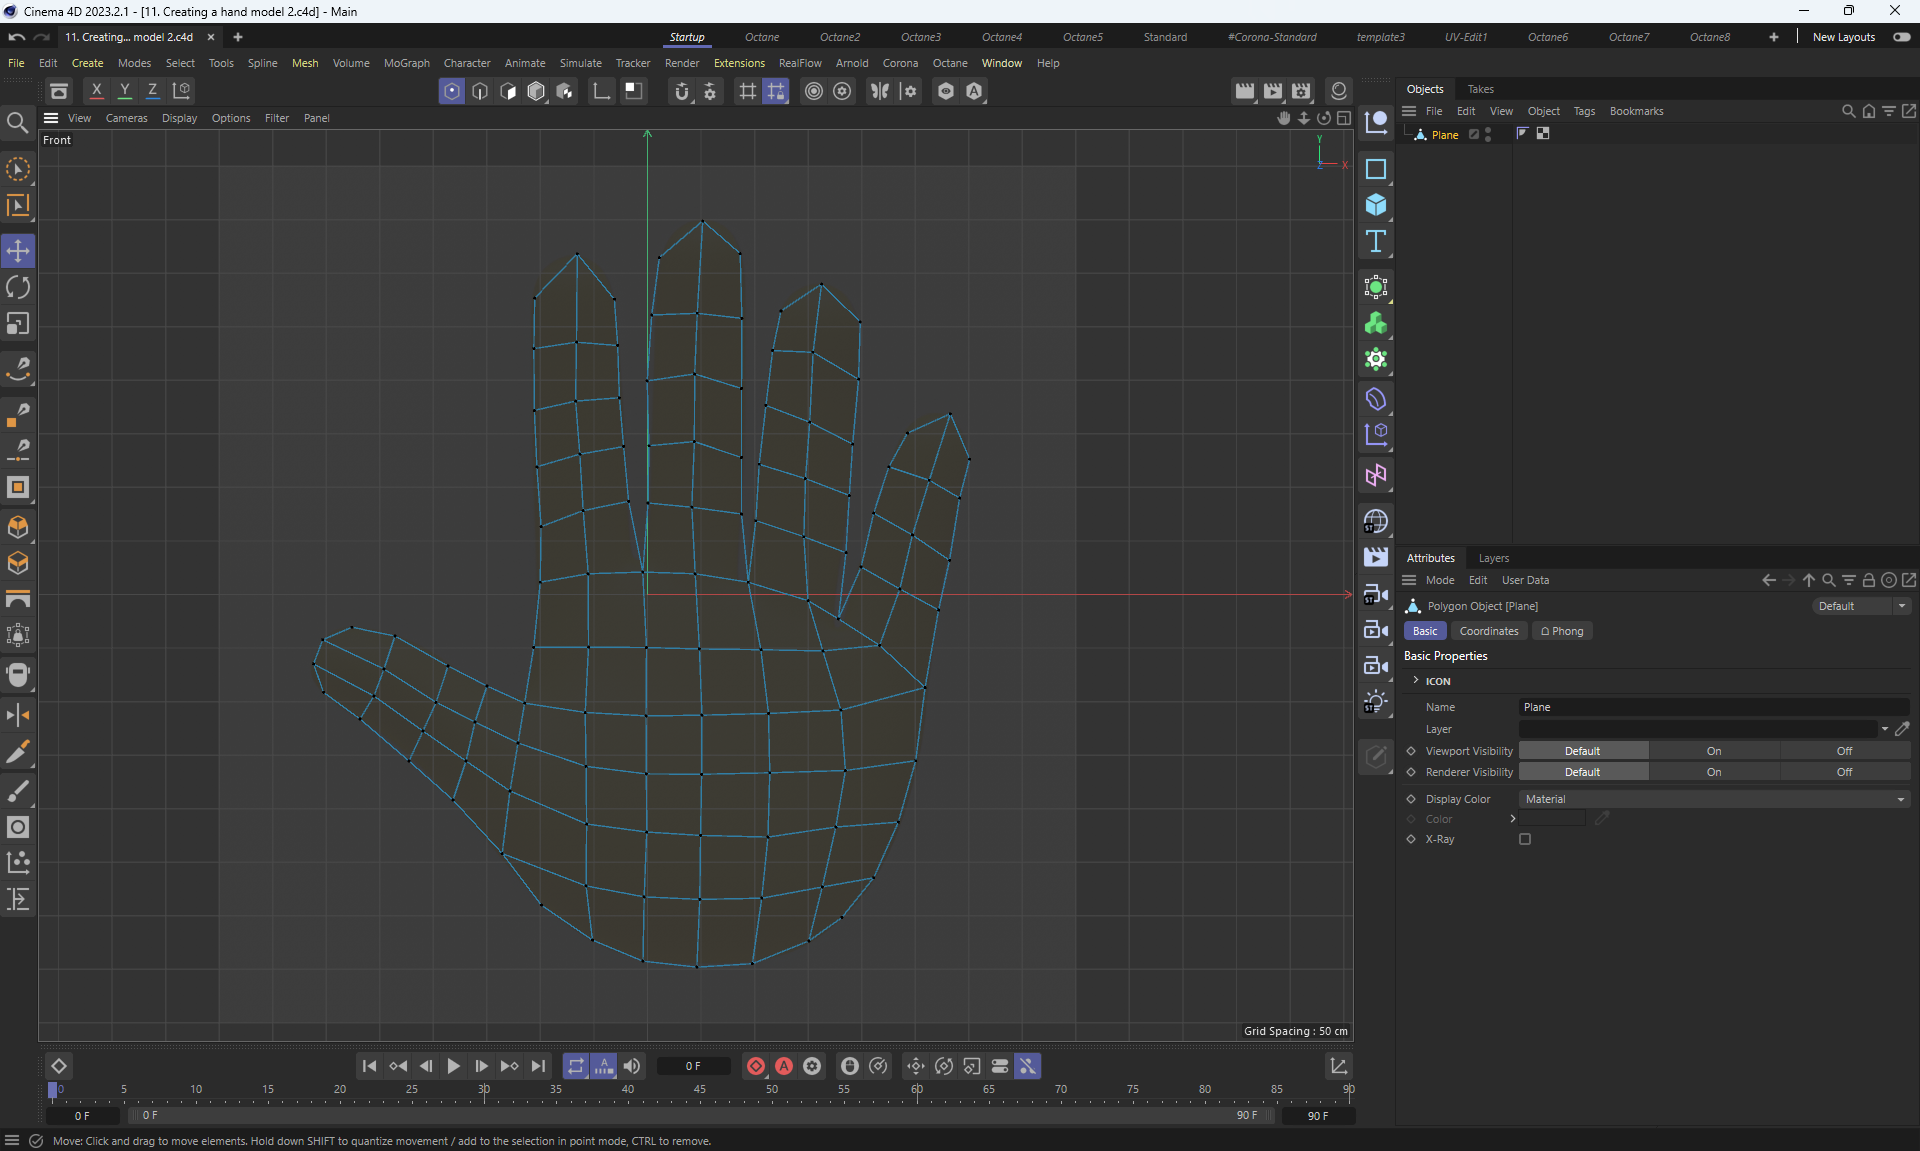 Cinema 4D 2023.2.1 - [11. Creating a hand model 2.c4d] - Main
11. Creating... model 2.c4d
Startup Octane Octane2 Octane3 Octane4 Octane5 Standard #Corona-Standard template3 UV-Edit1 Octane6 Octane7 Octane8 New Layouts
File Edit Create Modes Select Tools Spline Mesh Volume MoGraph Character Animate Simulate Tracker Render Extensions RealFlow Arnold Corona Octane Window Help
X Y Z
Objects Takes
File Edit View Object Tags Bookmarks
View Cameras Display Options Filter Panel
Plane
Front
Y
Z X
ST
ST
ST
Attributes Layers
Mode Edit User Data
Polygon Object [Plane]
Default
Basic Coordinates Phong
Basic Properties
ICON
Name Plane
Layer
Viewport Visibility Default On Off
Renderer Visibility Default On Off
Display Color Material
Color
X-Ray
Grid Spacing : 50 cm
0 F
0 5 10 15 20 30 25 35 40 45 50 55 60 65 70 75 80 85 90
0 F 0 F 90 F 90 F
Move: Click and drag to move elements. Hold down SHIFT to quantize movement / add to the selection in point mode, CTRL to remove.